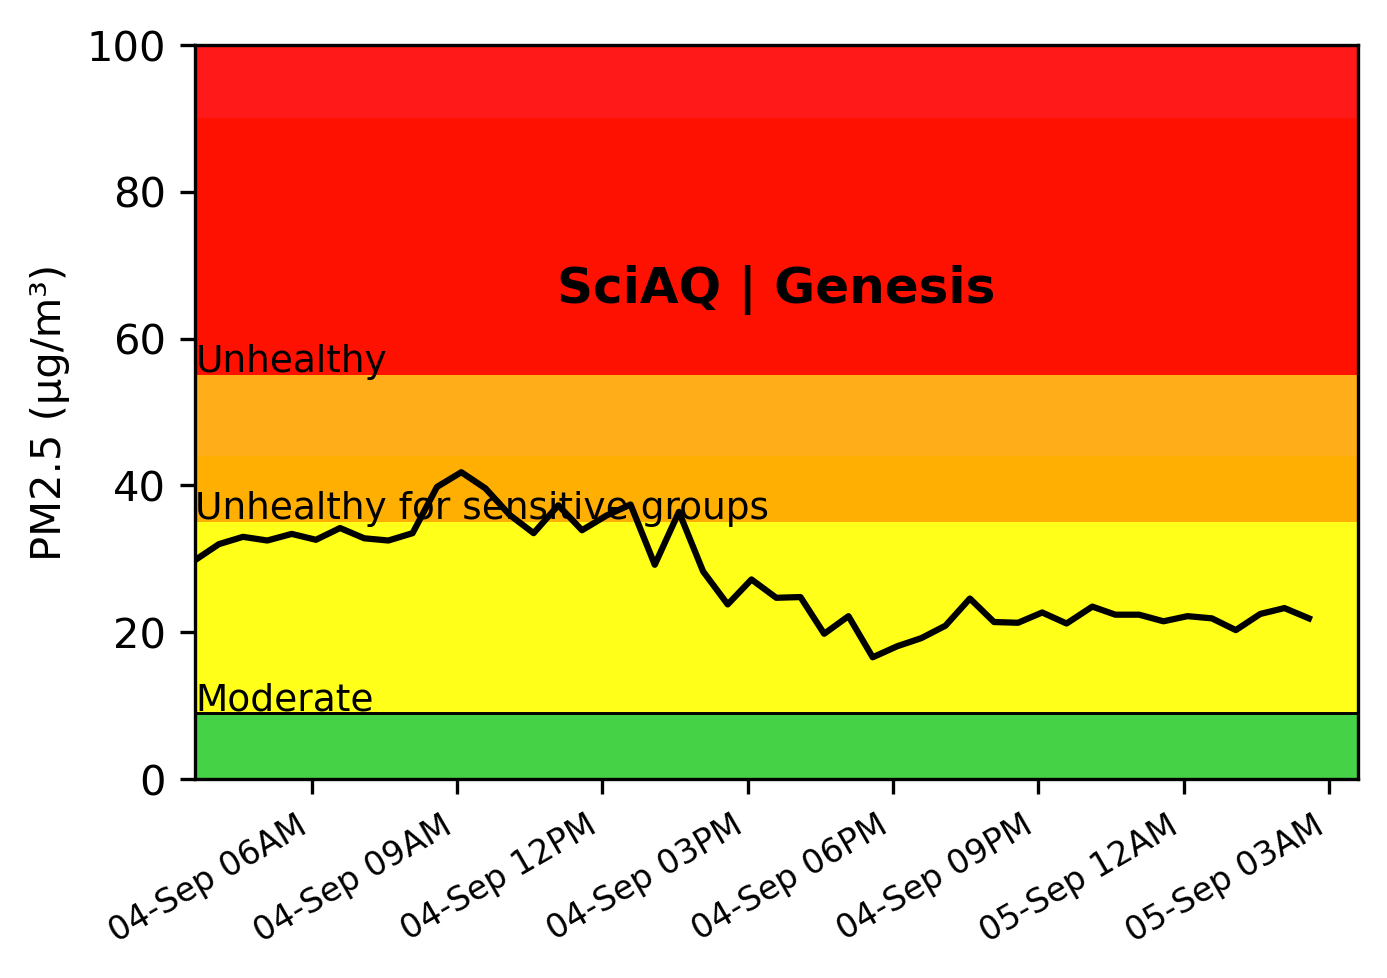 100
80
60
40
20
0
PM2.5 (µg/m³)
SciAQ | Genesis
Unhealthy
Unhealthy for sensitive groups
Moderate
04-Sep 06AM
04-Sep 09AM
04-Sep 12PM
04-Sep 03PM
04-Sep 06PM
04-Sep 09PM
05-Sep 12AM
05-Sep 03AM